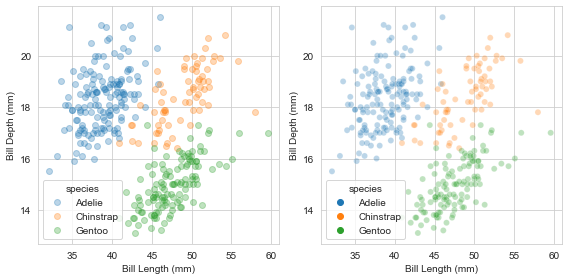 20
18
16
14
Bill Depth (mm)
species
Adelie
Chinstrap
Gentoo
35 40 45 50 55 60
Bill Length (mm)
20
18
16
14
Bill Depth (mm)
species
Adelie
Chinstrap
Gentoo
35 40 45 50 55 60
Bill Length (mm)